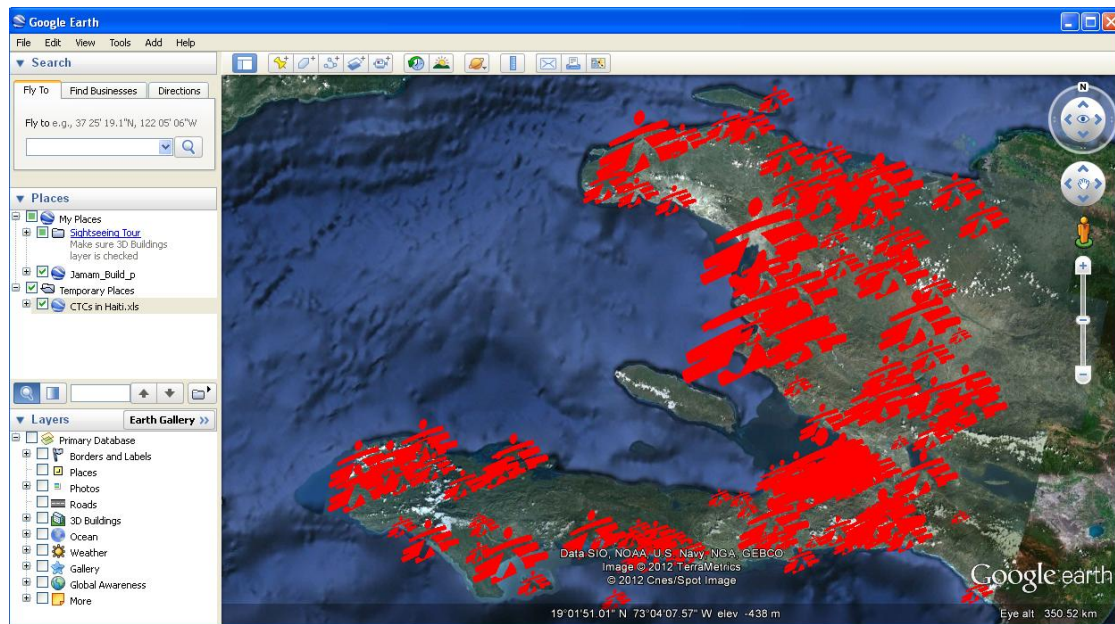 Google Earth
File Edit View Tools Add Help
Search
Fly To Find Businesses Directions
Fly to e.g., 37 25' 19.1"N, 122 05' 06"W
Places
My Places
Sightseeing Tour
Make sure 3D Buildings
layer is checked
Jamam_Build_p
Temporary Places
CTCs in Haiti.xls
Layers Earth Gallery >>
Primary Database
Borders and Labels
Places
Photos
Roads
3D Buildings
Ocean
Weather
Gallery
Global Awareness
More
N
Data SIO, NOAA, U.S. Navy, NGA, GEBCO
Image © 2012 TerraMetrics
© 2012 Cnes/Spot Image
Google earth
19°01'51.01" N 73°04'07.57" W elev -438 m
Eye alt 350.52 km